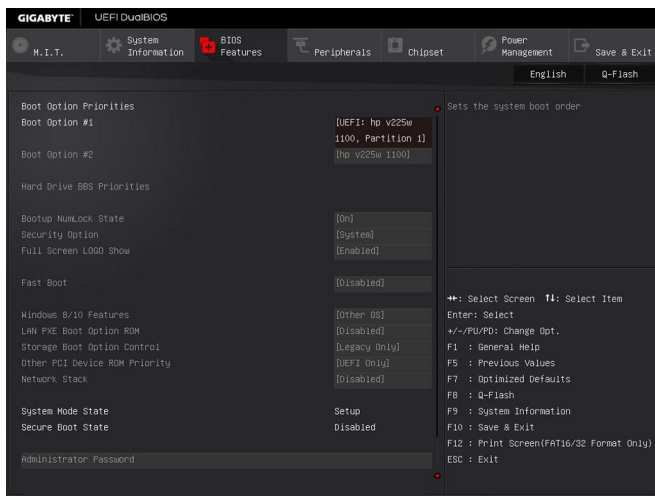 GIGABYTE™ UEFI DualBIOS
M.I.T.
System Information
BIOS Features
Peripherals
Chipset
Power Management
Save & Exit
English Q-Flash
Boot Option Priorities
Boot Option #1 [UEFI: hp v225w 1100, Partition 1]
Boot Option #2 [hp v225w 1100]
Hard Drive BBS Priorities
Bootup NumLock State [On]
Security Option [System]
Full Screen LOGO Show [Enabled]
Fast Boot [Disabled]
Windows 8/10 Features [Other OS]
LAN PXE Boot Option ROM [Disabled]
Storage Boot Option Control [Legacy Only]
Other PCI Device ROM Priority [UEFI Only]
Network Stack [Disabled]
System Mode State Setup
Secure Boot State Disabled
Administrator Password
Sets the system boot order
→←: Select Screen ↑↓: Select Item
Enter: Select
+/-/PU/PD: Change Opt.
F1 : General Help
F5 : Previous Values
F7 : Optimized Defaults
F8 : Q-Flash
F9 : System Information
F10 : Save & Exit
F12 : Print Screen(FAT16/32 Format Only)
ESC : Exit